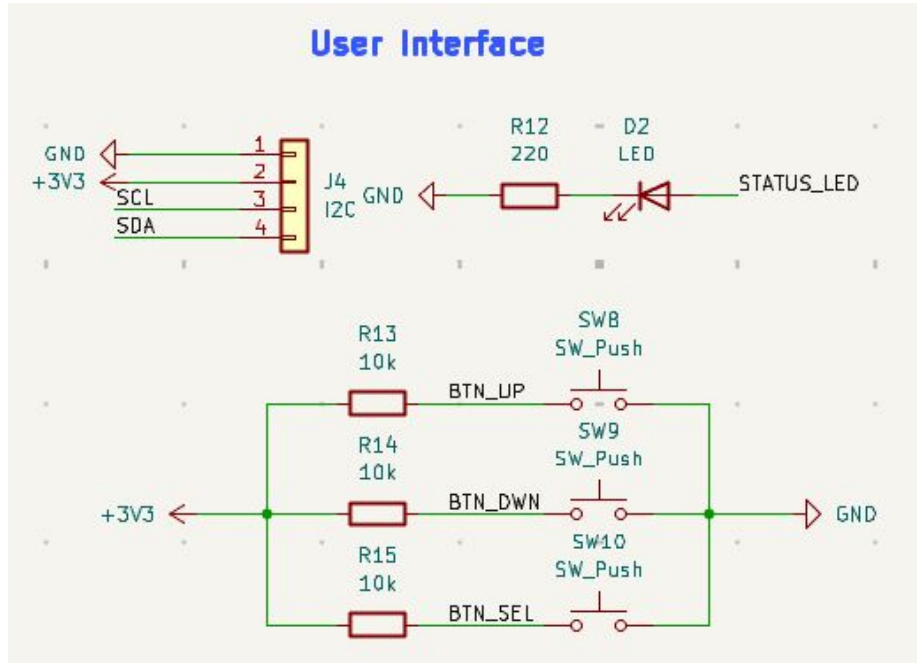 User Interface
GND
+3V3
SCL
SDA
1
2
3
4
J4
I2C
GND
R12
220
D2
LED
STATUS_LED
R13
10k
BTN_UP
SW8
SW_Push
R14
10k
BTN_DWN
SW9
SW_Push
+3V3
GND
R15
10k
BTN_SEL
SW10
SW_Push